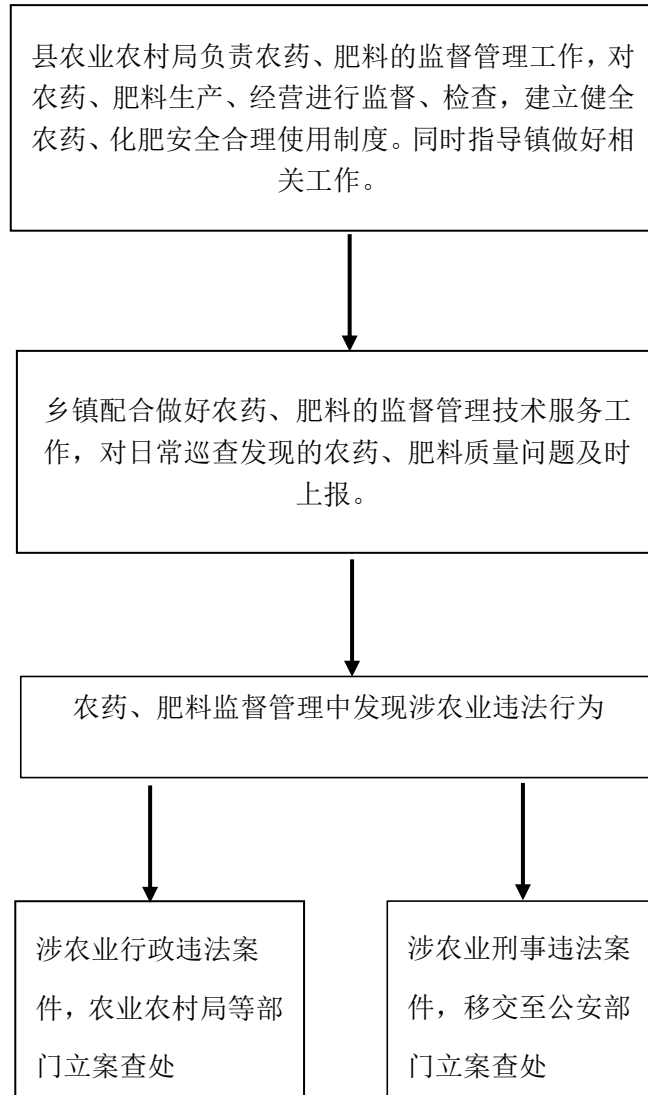 县农业农村局负责农药、肥料的监督管理工作，对
农药、肥料生产、经营进行监督、检查，建立健全
农药、化肥安全合理使用制度。同时指导镇做好相
关工作。
乡镇配合做好农药、肥料的监督管理技术服务工
作，对日常巡查发现的农药、肥料质量问题及时
上报。
农药、肥料监督管理中发现涉农业违法行为
涉农业行政违法案
件，农业农村局等部
门立案查处
涉农业刑事违法案
件，移交至公安部
门立案查处